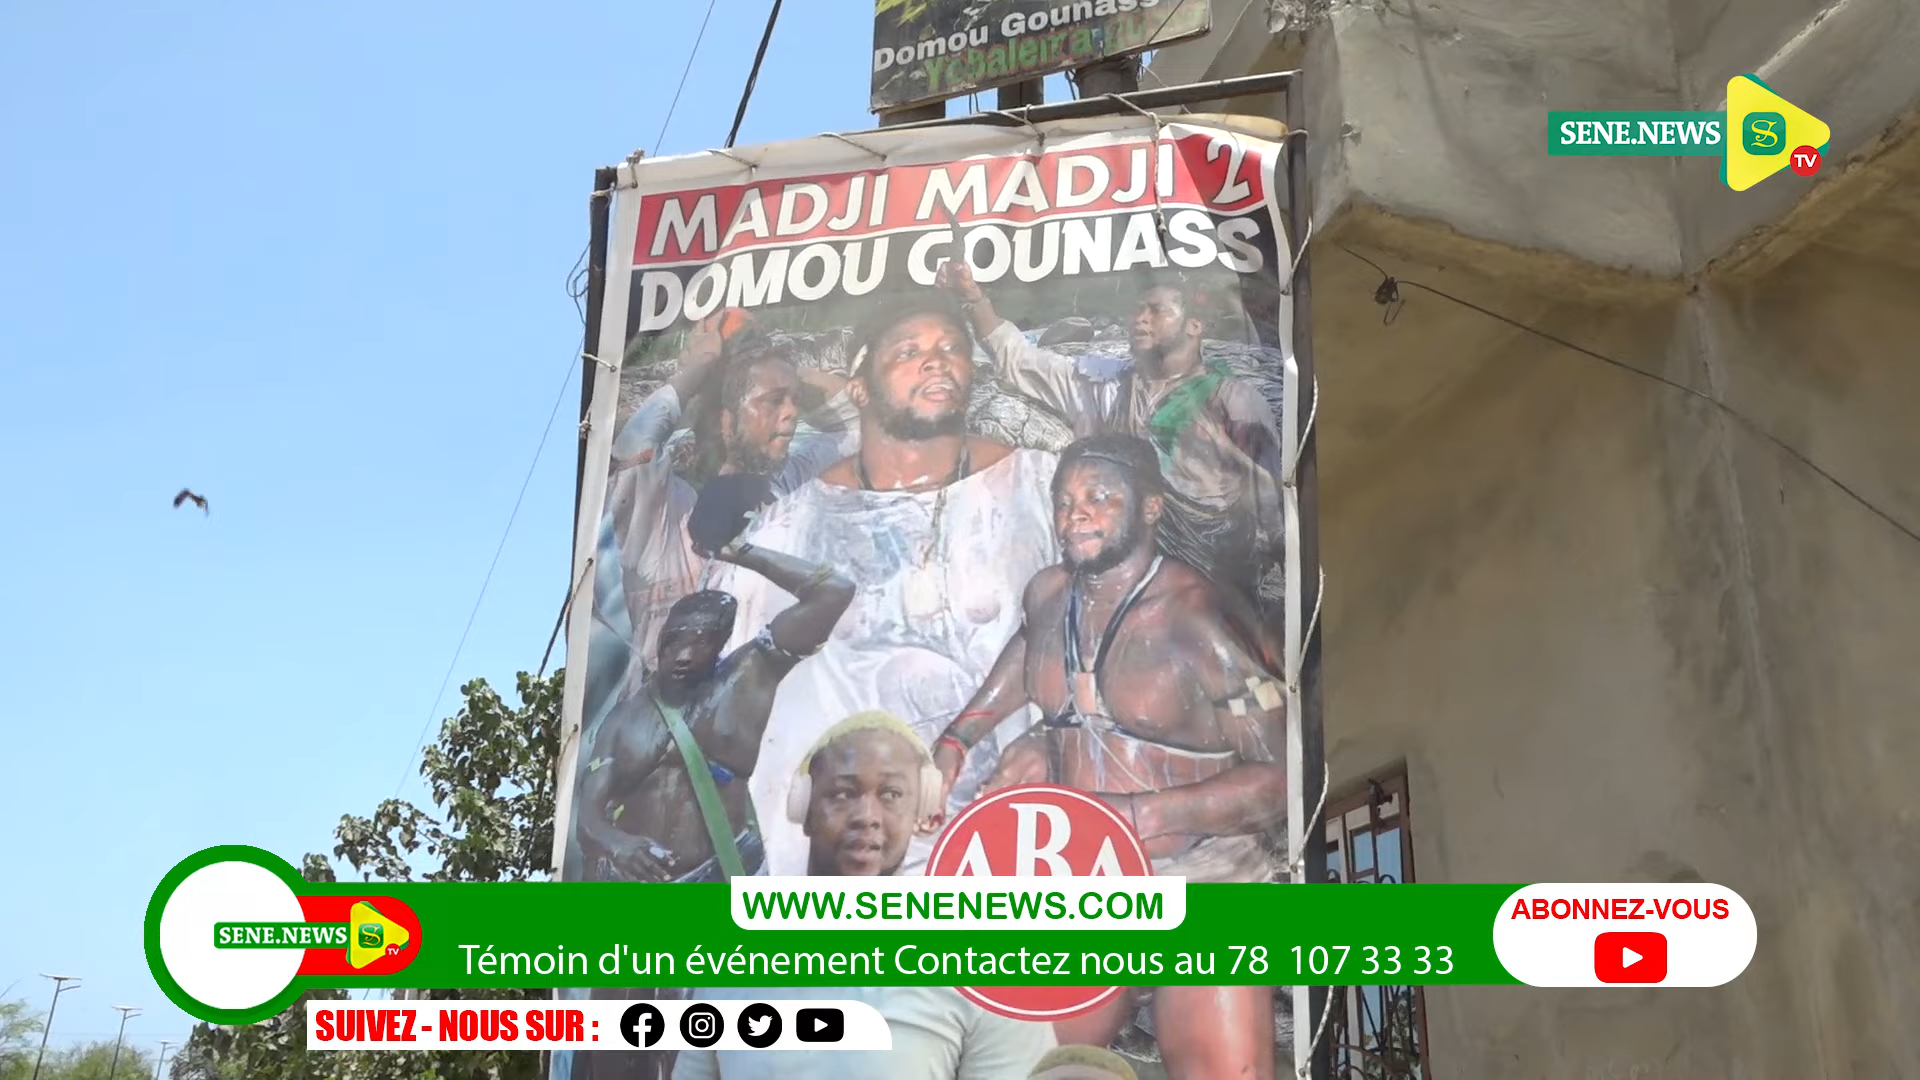 Domou Gounass
SENE.NEWS
S
TV
MADJI MADJI 2
DOMOU GOUNASS
ABA
WWW.SENENEWS.COM
ABONNEZ-VOUS
SENE.NEWS
S
TV
Témoin d'un événement Contactez nous au 78 107 33 33
SUIVEZ - NOUS SUR :